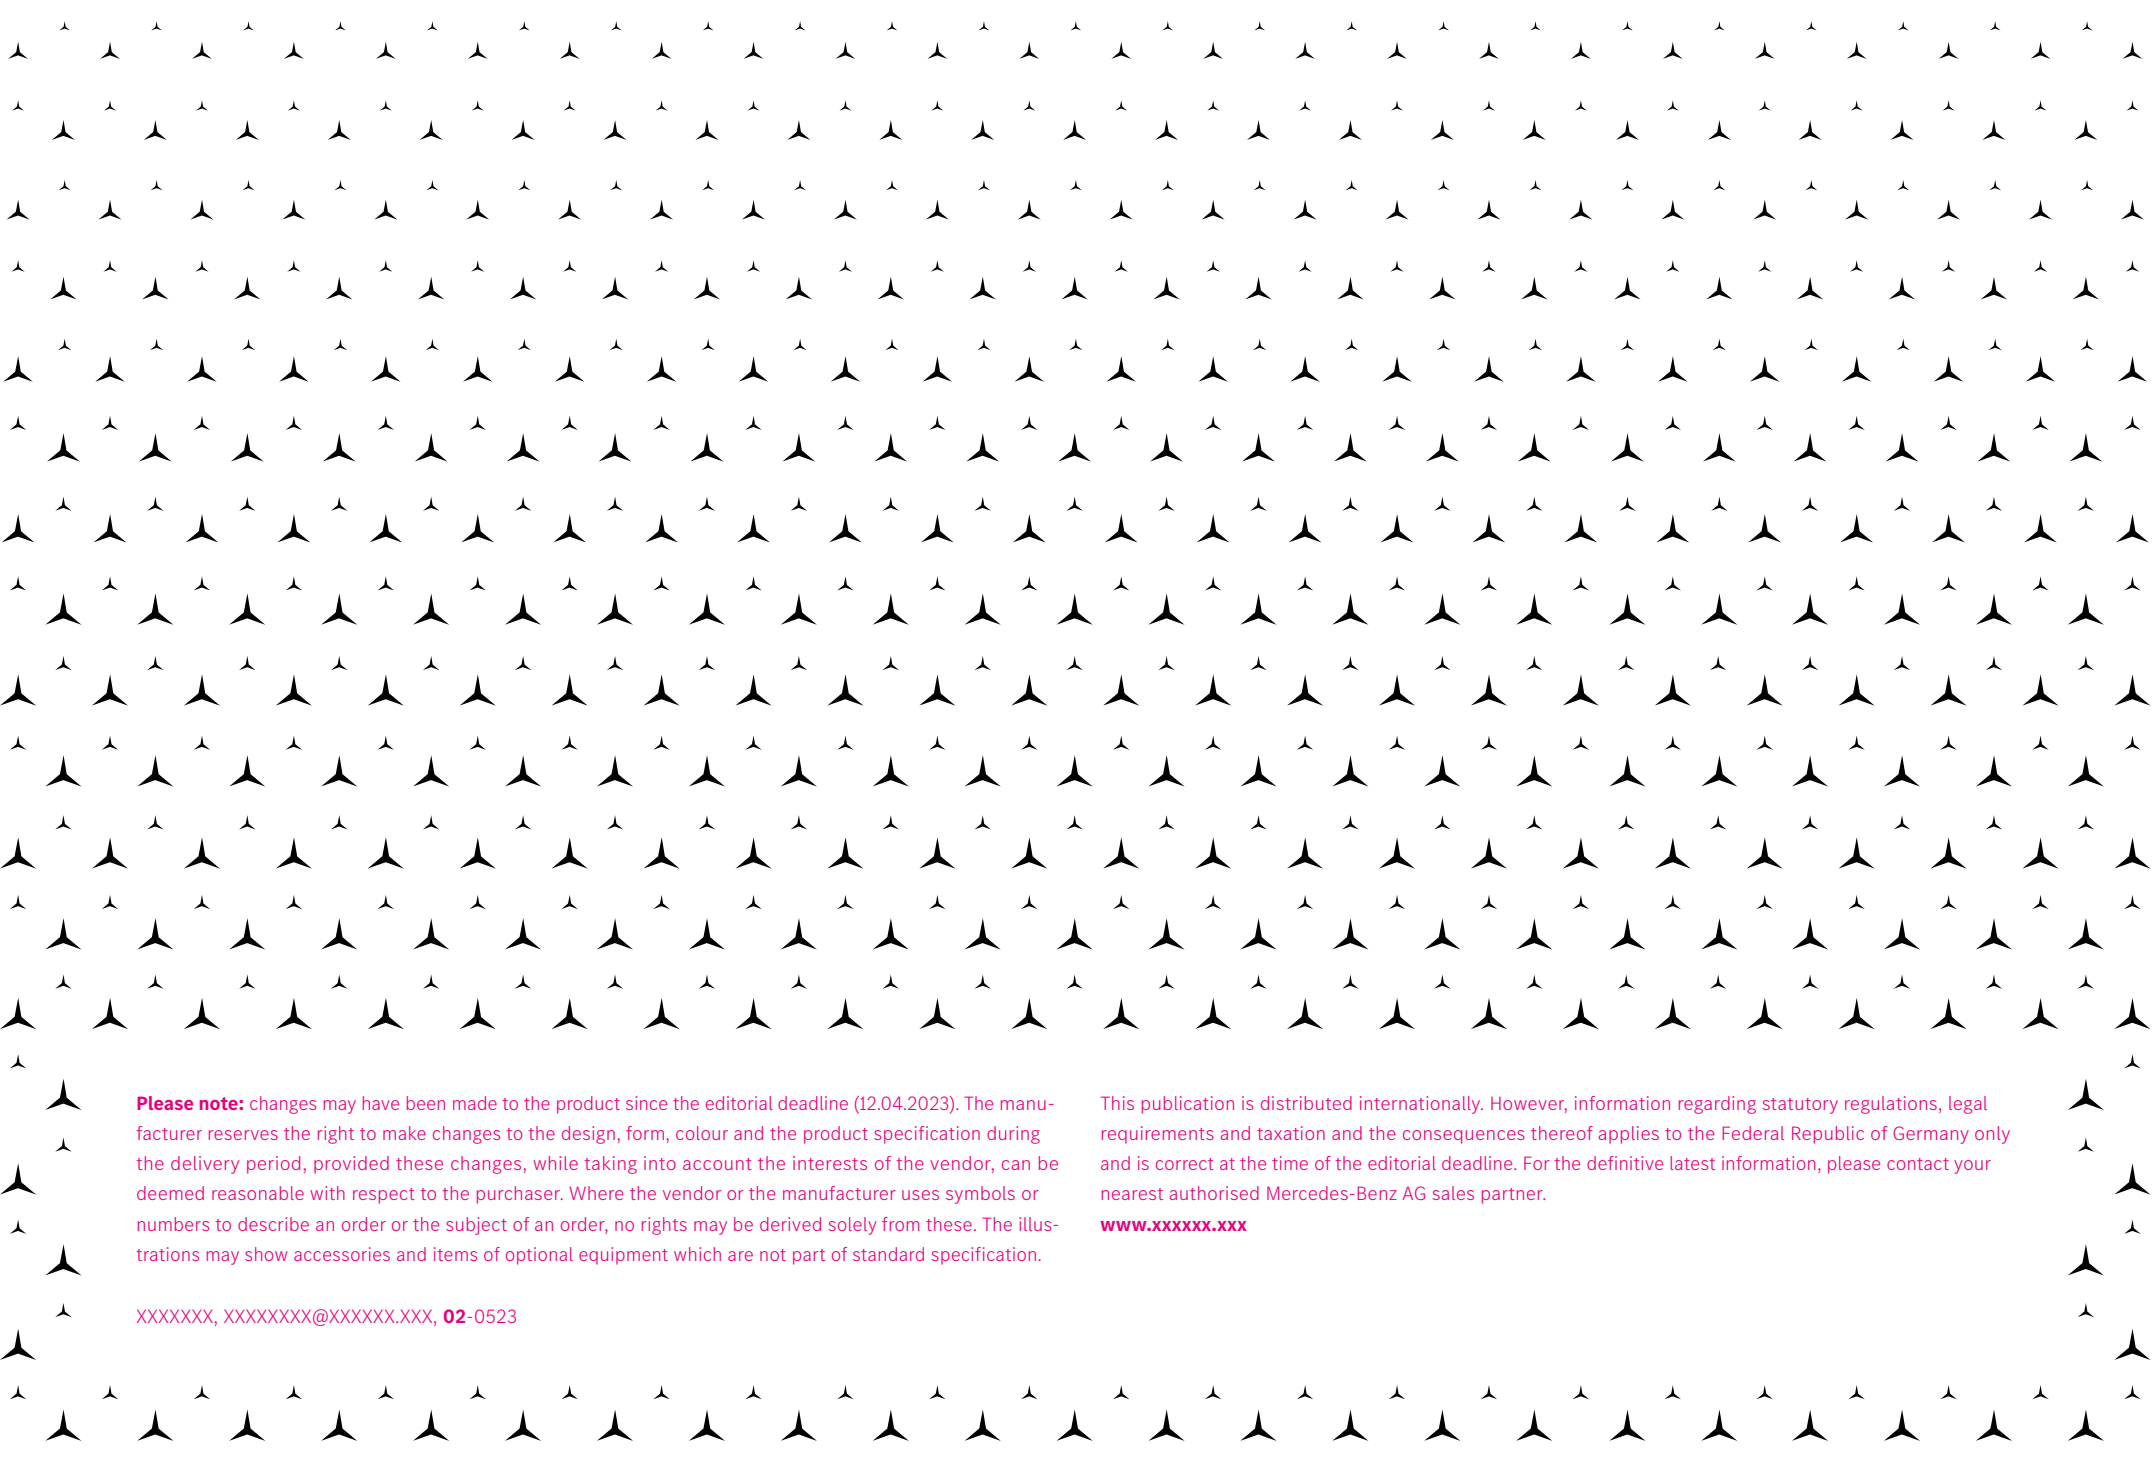 Please note: changes may have been made to the product since the editorial deadline (12.04.2023). The manu-
facturer reserves the right to make changes to the design, form, colour and the product specification during
the delivery period, provided these changes, while taking into account the interests of the vendor, can be
deemed reasonable with respect to the purchaser. Where the vendor or the manufacturer uses symbols or
numbers to describe an order or the subject of an order, no rights may be derived solely from these. The illus-
trations may show accessories and items of optional equipment which are not part of standard specification.
XXXXXXX, XXXXXXXX@XXXXXX.XXX, 02-0523
This publication is distributed internationally. However, information regarding statutory regulations, legal
requirements and taxation and the consequences thereof applies to the Federal Republic of Germany only
and is correct at the time of the editorial deadline. For the definitive latest information, please contact your
nearest authorised Mercedes-Benz AG sales partner.
www.xxxxxx.xxx